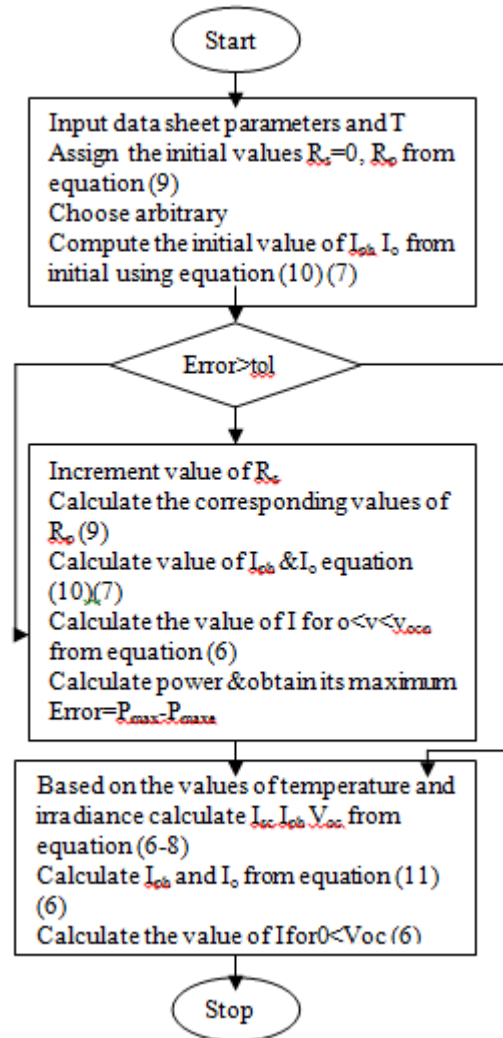 Start
Input data sheet parameters and T
Assign the initial values Rs=0, Rp from
equation (9)
Choose arbitrary
Compute the initial value of Iph Io from
initial using equation (10) (7)
Error>tol
Increment value of Rs
Calculate the corresponding values of
Rp (9)
Calculate value of Iph &Io equation
(10)(7)
Calculate the value of I for o<v<vocn
from equation (6)
Calculate power &obtain its maximum
Error=Pmax-Pmaxe
Based on the values of temperature and
irradiance calculate Isc Iph Voc from
equation (6-8)
Calculate Iph and Io from equation (11)
(6)
Calculate the value of Ifor0<Voc (6)
Stop